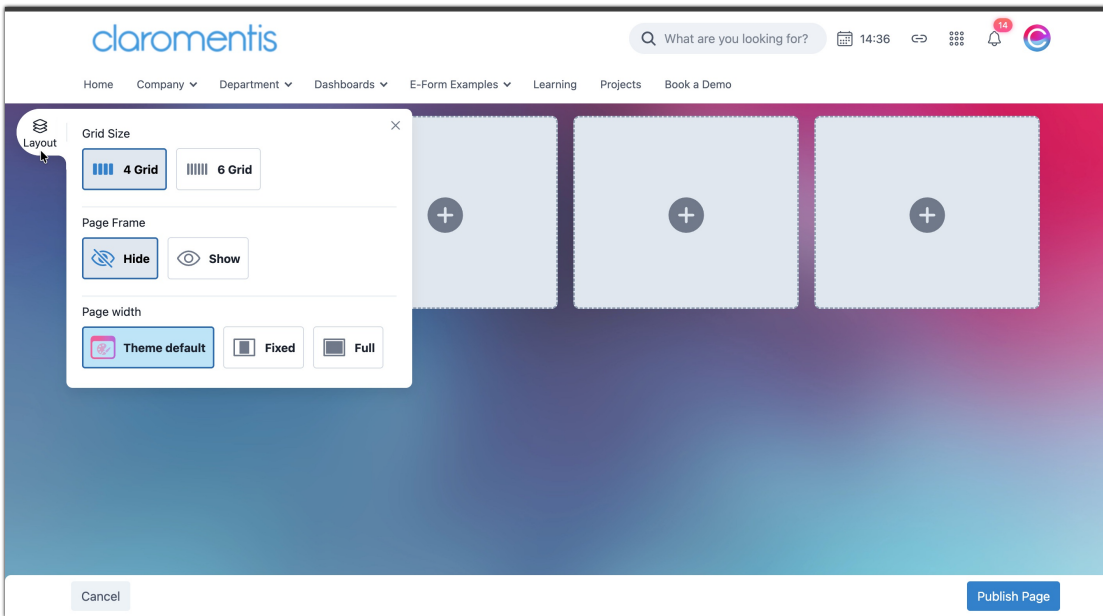 claromentis
What are you looking for?
14:36
14
Home Company Department Dashboards E-Form Examples Learning Projects Book a Demo
Layout
Grid Size
4 Grid 6 Grid
Page Frame
Hide Show
Page width
Theme default Fixed Full
Cancel
Publish Page